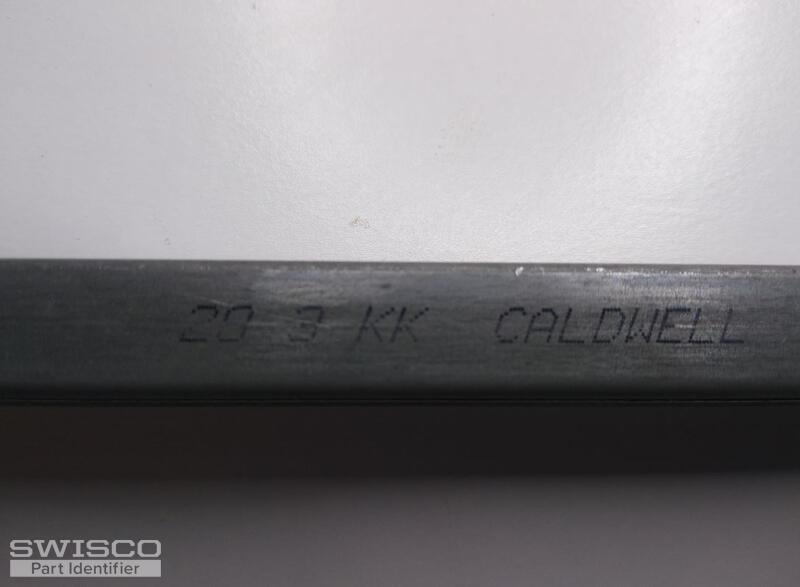 20 3 KK CALDWELL
SWISCO
Part Identifier